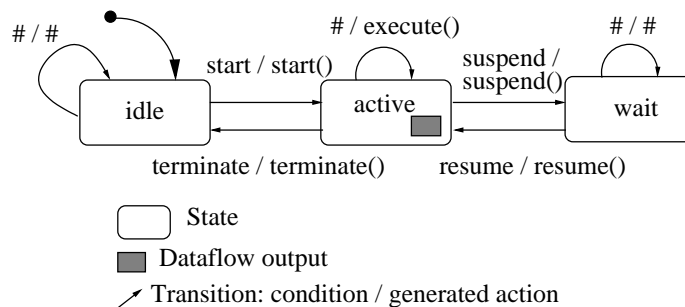 # / #
# / execute()
# / #
start / start()
suspend /
suspend()
idle
active
wait
terminate / terminate()
resume / resume()
State
Dataflow output
Transition: condition / generated action